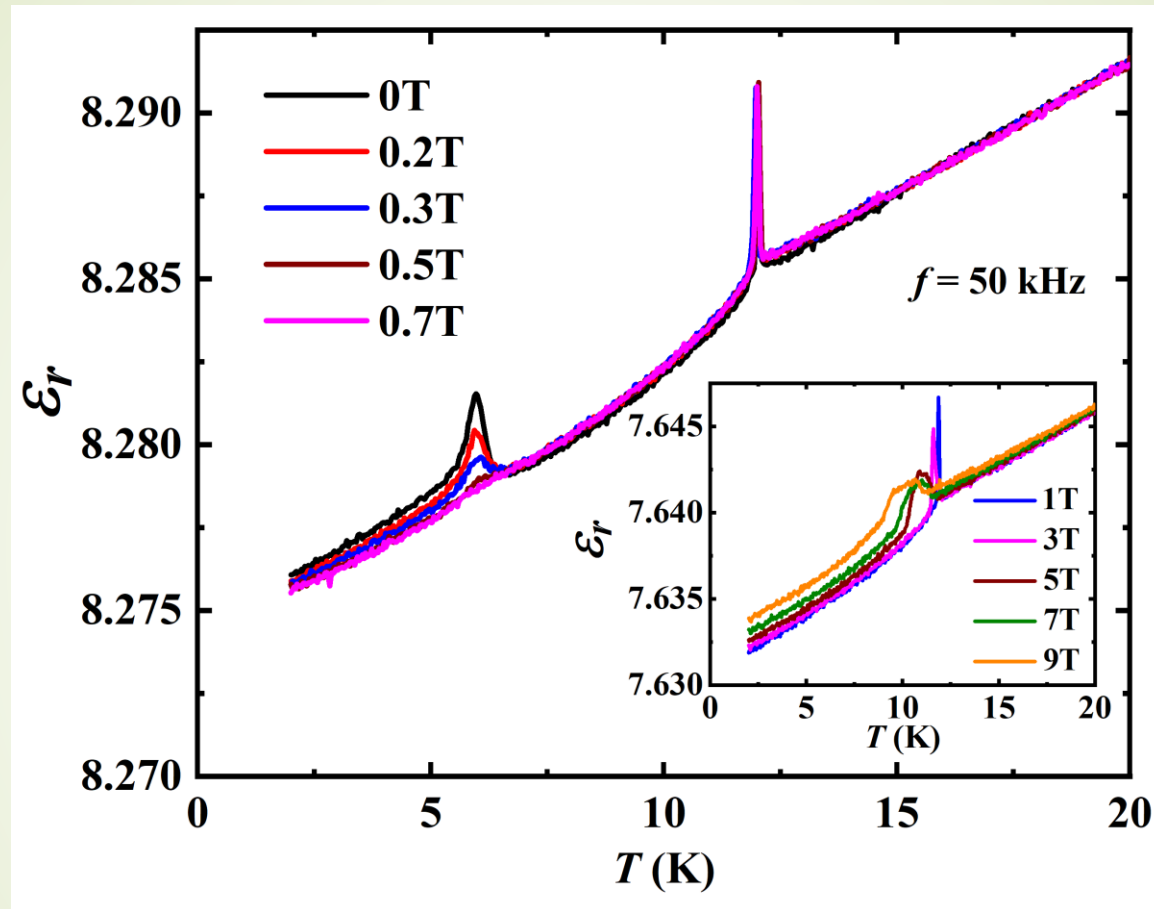 8.290
8.285
8.280
8.275
8.270
εr
0T
0.2T
0.3T
0.5T
0.7T
f = 50 kHz
0
5
10
15
20
T (K)
7.645
7.640
7.635
7.630
εr
1T
3T
5T
7T
9T
0
5
10
15
20
T (K)